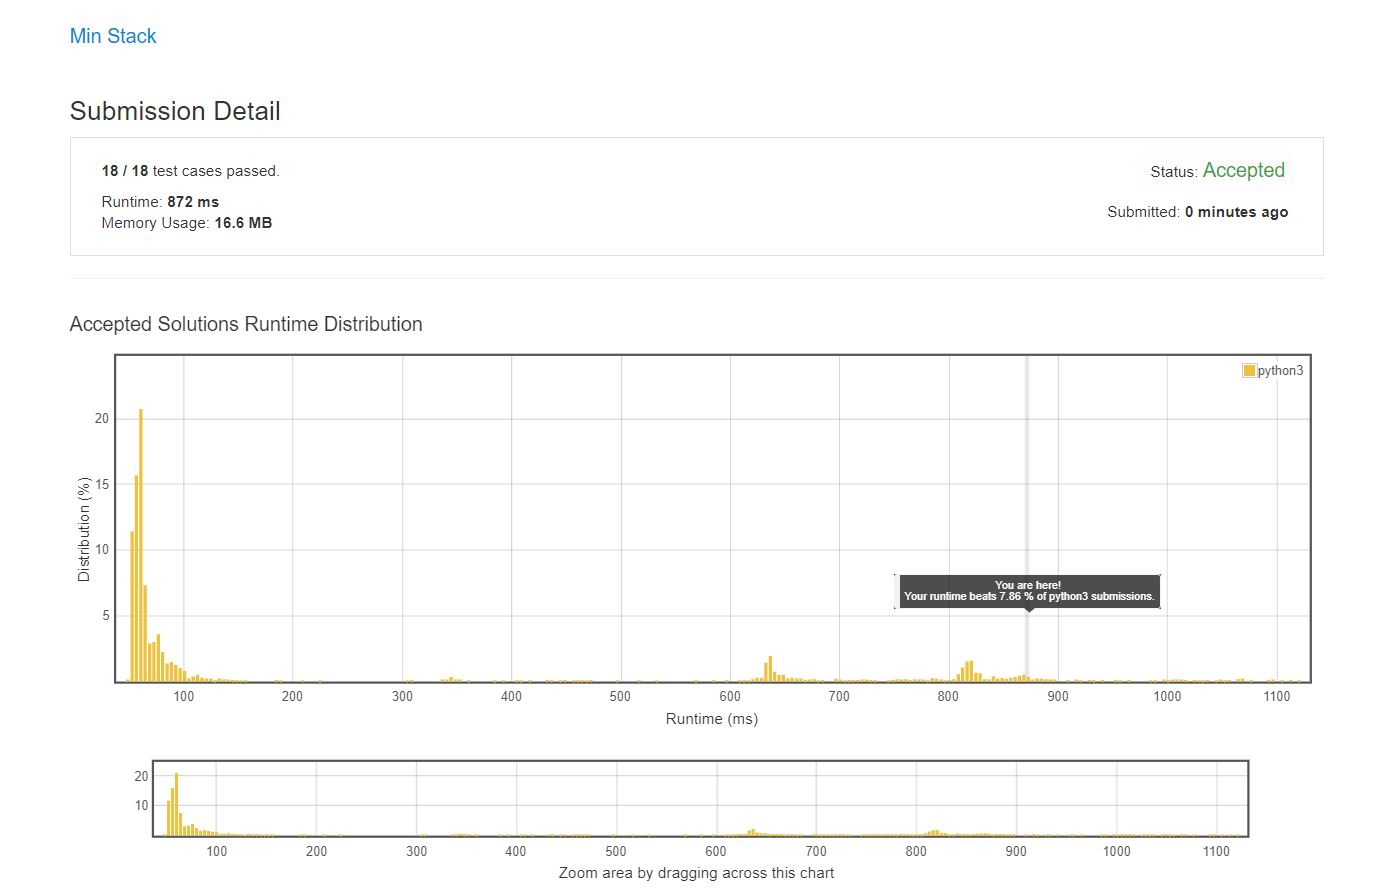 Min Stack
Submission Detail
18 / 18 test cases passed.
Status: Accepted
Runtime: 872 ms
Memory Usage: 16.6 MB
Submitted: 0 minutes ago
Accepted Solutions Runtime Distribution
python3
20
15
10
5
Distribution (%)
You are here!
Your runtime beats 7.86 % of python3 submissions.
100 200 300 400 500 600 700 800 900 1000 1100
Runtime (ms)
20
10
100 200 300 400 500 600 700 800 900 1000 1100
Zoom area by dragging across this chart